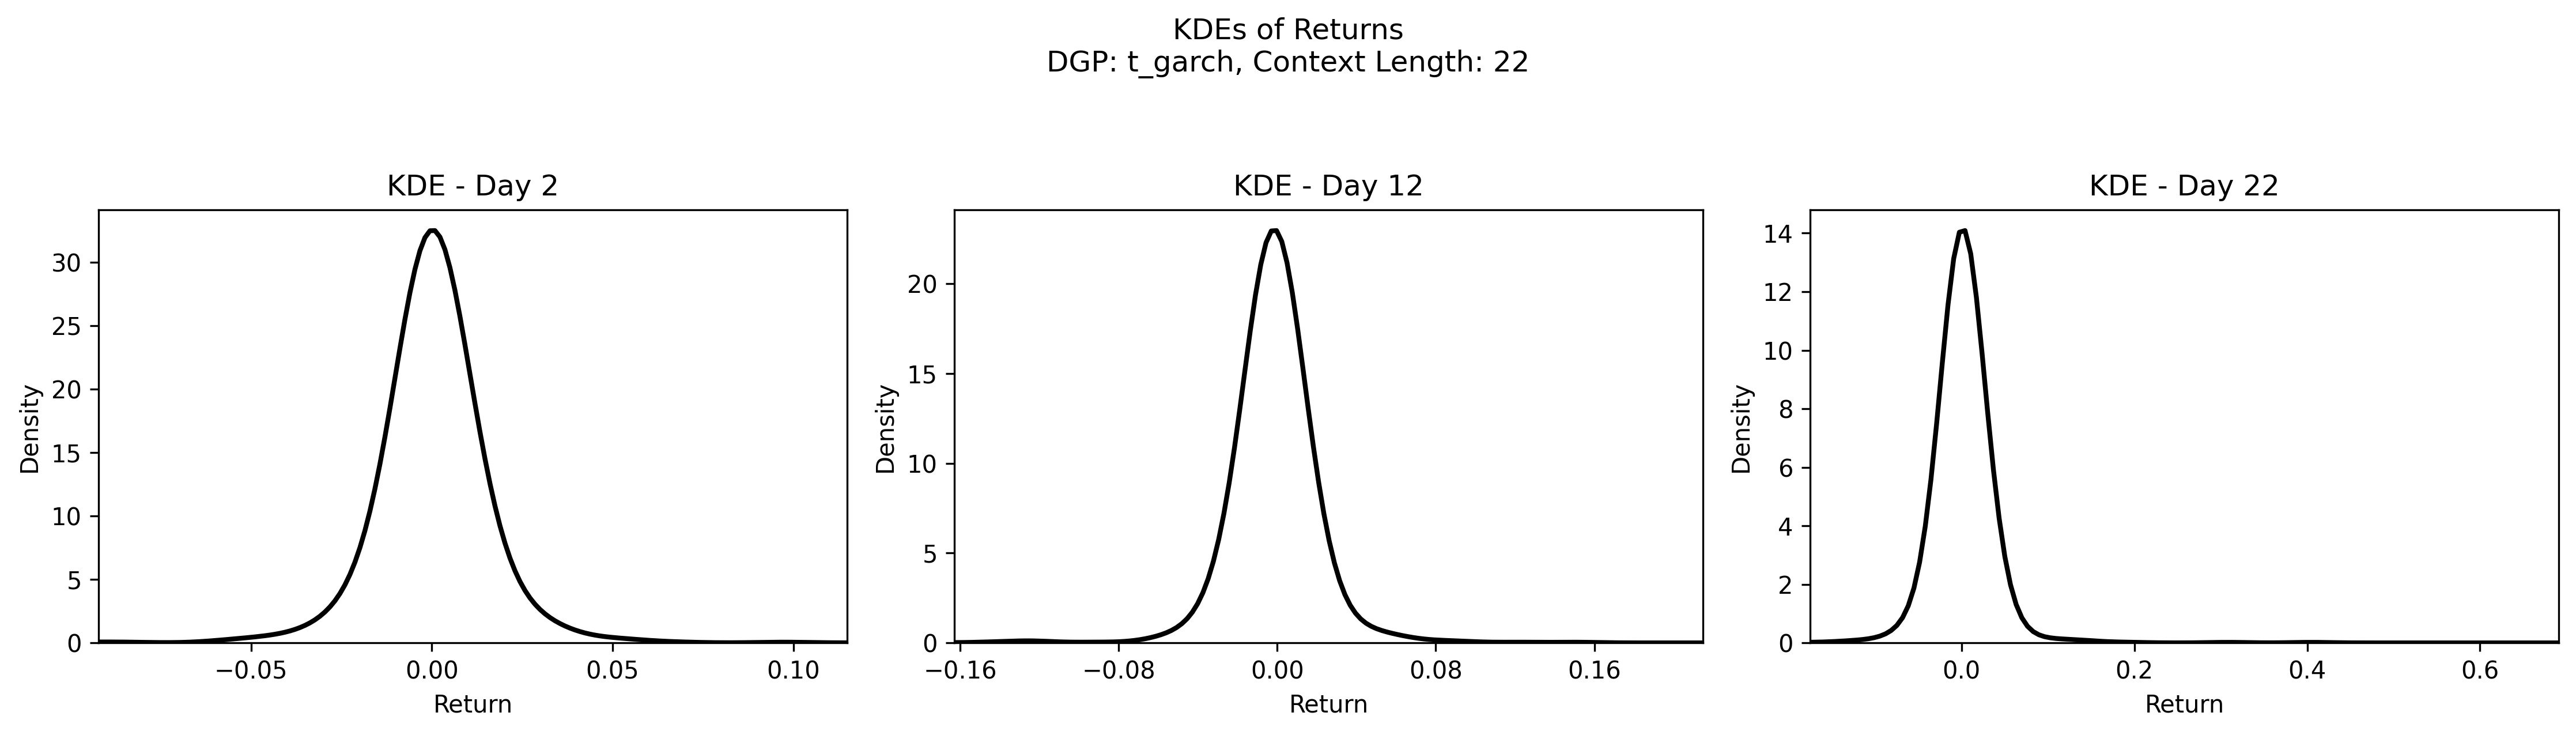 KDEs of Returns
DGP: t_garch, Context Length: 22
KDE - Day 2
Density
30
25
20
15
10
5
0
−0.05 0.00 0.05 0.10
Return
KDE - Day 12
Density
20
15
10
5
0
−0.16 −0.08 0.00 0.08 0.16
Return
KDE - Day 22
Density
14
12
10
8
6
4
2
0
0.0 0.2 0.4 0.6
Return